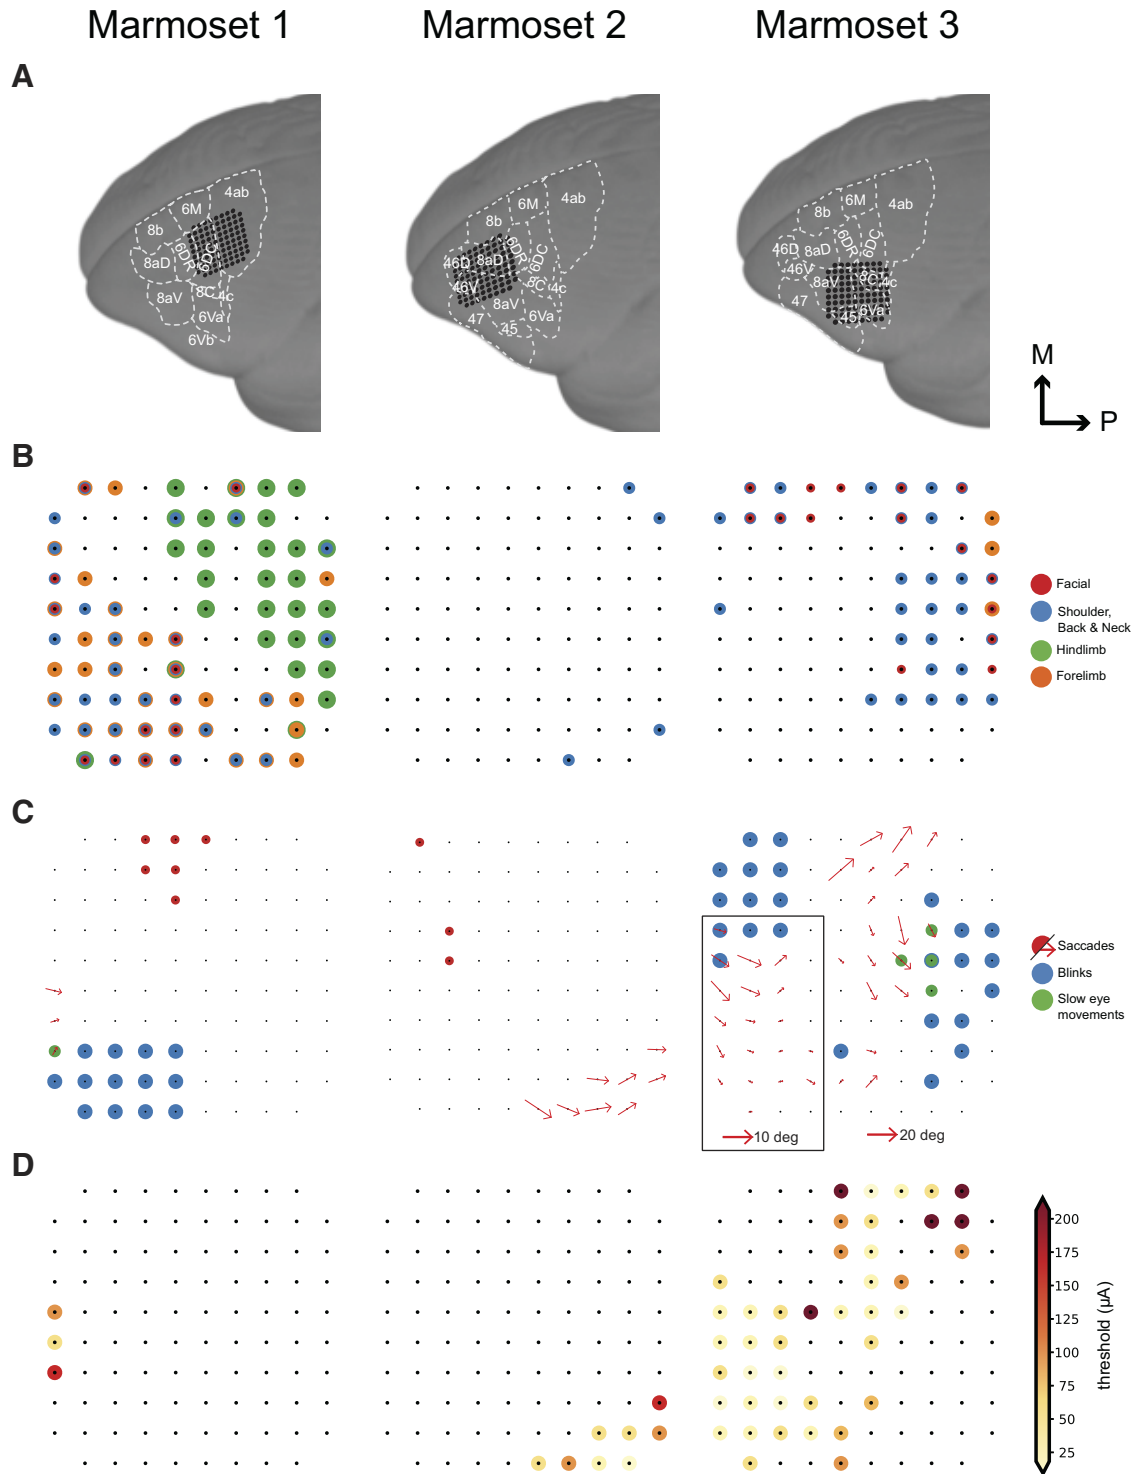 Marmoset 1 Marmoset 2 Marmoset 3
A
4ab
6M
8b
6DR
6DC
8aD
8C
4c
8aV
6Va
6Vb
4ab
6M
8b
6DR
6DC
46D
8aD
46V
8C
4c
8aV
47
45
6Va
4ab
6M
8b
6DR
6DC
46D
8aD
46V
8aV
8C
4c
47
45
6Va
M
P
B
Facial
Shoulder,
Back & Neck
Hindlimb
Forelimb
C
Saccades
Blinks
Slow eye
movements
10 deg
20 deg
D
200
175
150
125
100
75
50
25
threshold (µA)